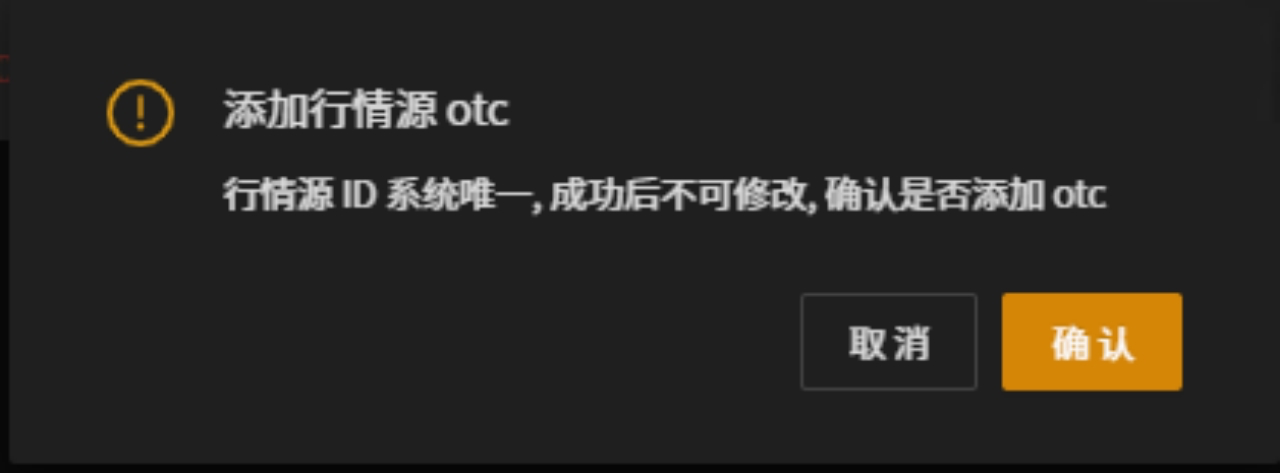 添加行情源 otc
行情源 ID 系统唯一, 成功后不可修改, 确认是否添加 otc
取 消
确 认